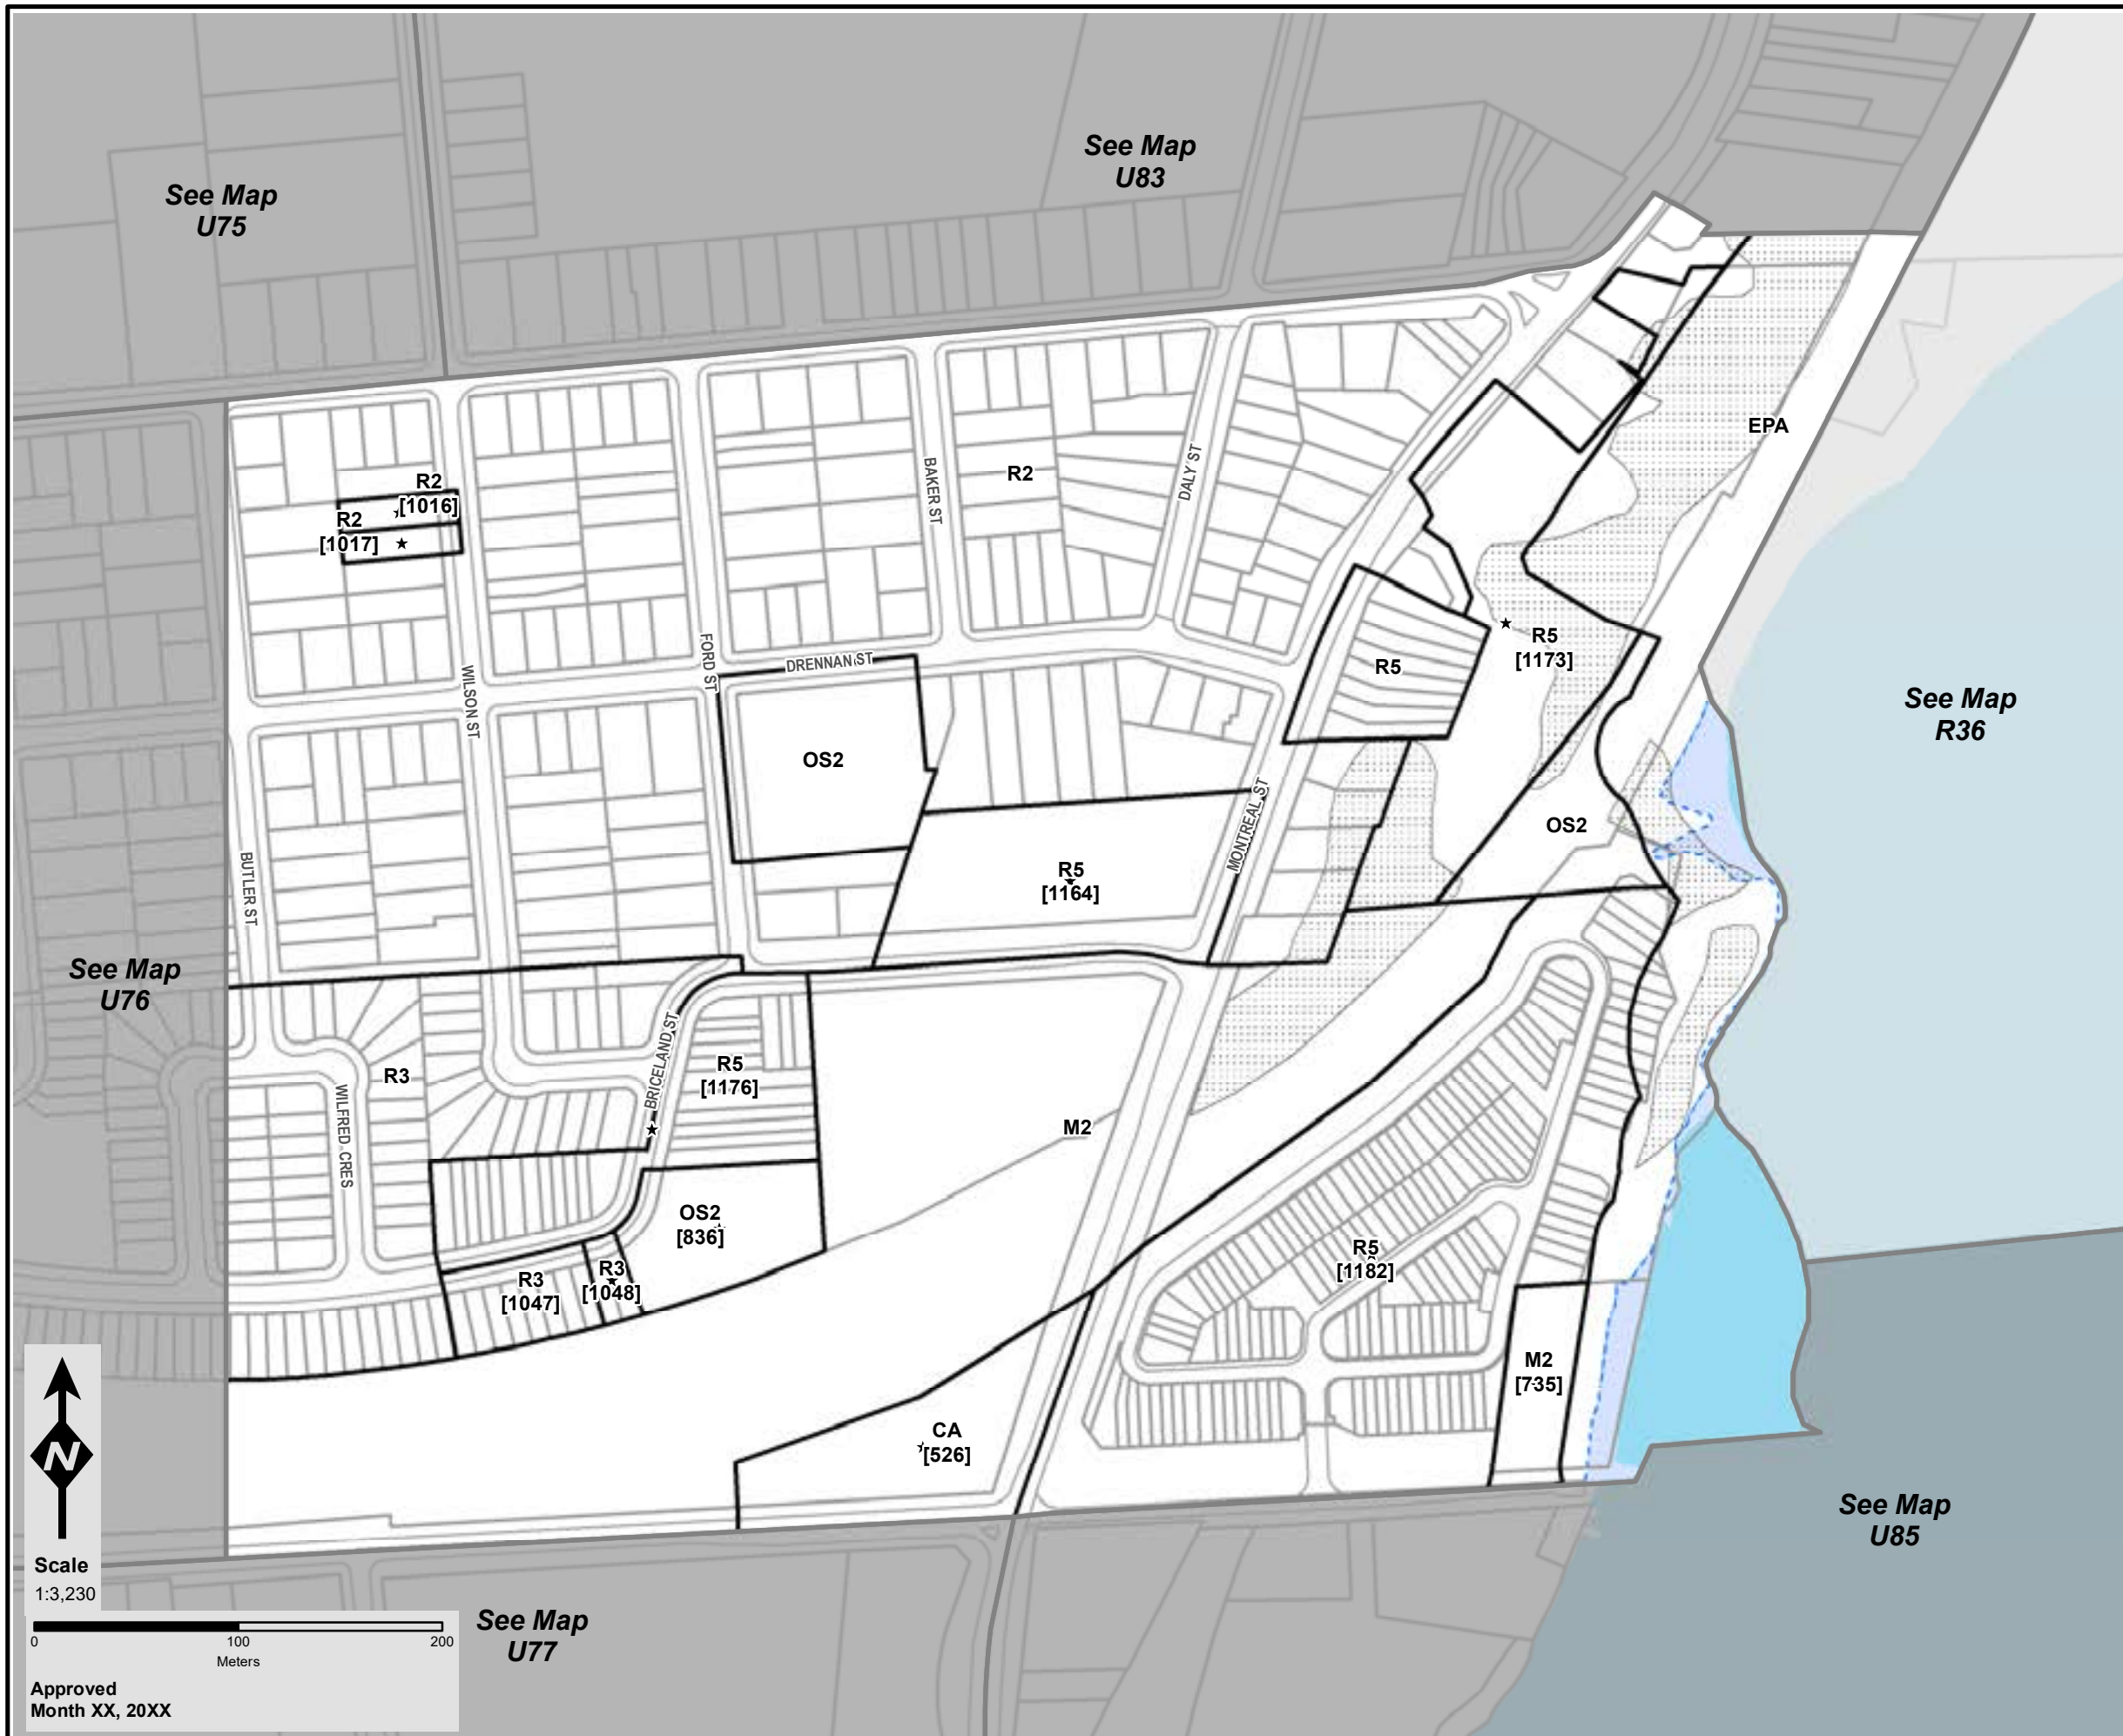 See Map
U83
See Map
U75
EPA
R2
R2
[1016]
R2
[1017]
BAKER ST
DALY ST
FORD ST
DRENNAN ST
WILSON ST
R5
R5
[1173]
See Map
R36
OS2
OS2
MONTREAL ST
R5
[1164]
BUTLER ST
See Map
U76
BRICELAND ST
R5
[1176]
R3
WILFRED CRES
M2
OS2
[836]
R3
[1047]
R3
[1048]
R5
[1182]
M2
[735]
CA
[526]
See Map
U85
N
Scale
1:3,230
0 100 200
Meters
See Map
U77
Approved
Month XX, 20XX